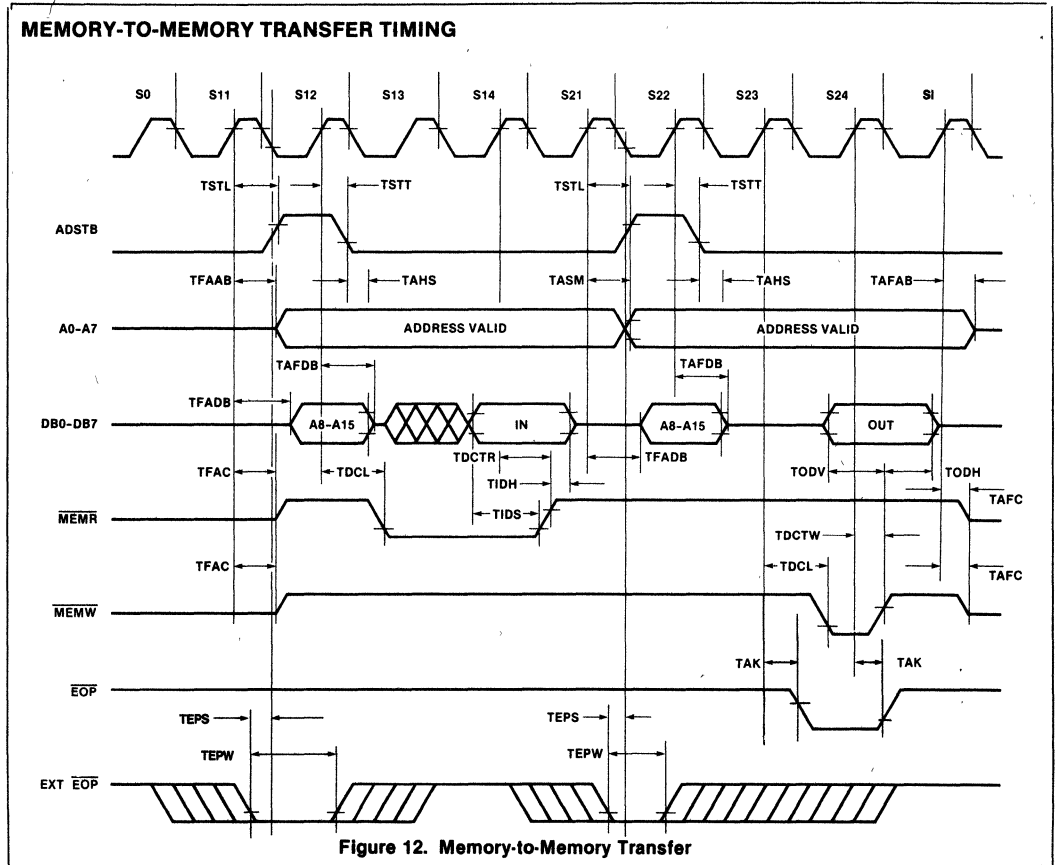 MEMORY-TO-MEMORY TRANSFER TIMING
S0 S11 S12 S13 S14 S21 S22 S23 S24 SI
TSTL TSTT TSTL TSTT
ADSTB
TFAAB TAHS TASM TAHS TAFAB
A0-A7 ADDRESS VALID ADDRESS VALID
TAFDB TAFDB
TFADB
DB0-DB7 A8-A15 IN A8-A15 OUT
TDCTR TFADB
TFAC TDCL TIDH TODV TODH
TIDS TAFC
MEMR
TDCTW
TFAC TDCL TAFC
MEMW
TAK TAK
EOP
TEPS TEPS
TEPW TEPW
EXT EOP
Figure 12. Memory-to-Memory Transfer